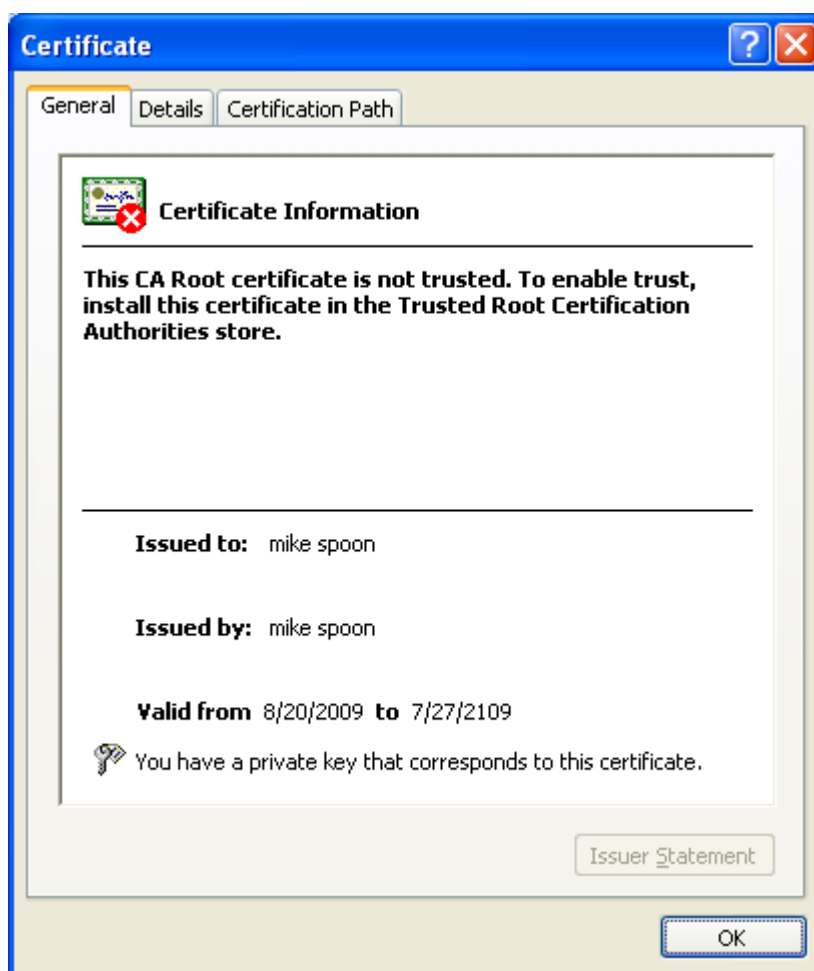 Certificate
General Details Certification Path
Certificate Information
This CA Root certificate is not trusted. To enable trust,
install this certificate in the Trusted Root Certification
Authorities store.
Issued to: mike spoon
Issued by: mike spoon
Valid from 8/20/2009 to 7/27/2109
You have a private key that corresponds to this certificate.
Issuer Statement
OK